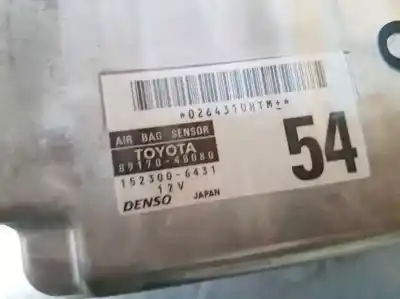 *0264310HTM±*
AIR BAG SENSOR
TOYOTA
89170-48080
152300-6431
12V
DENSO JAPAN
54